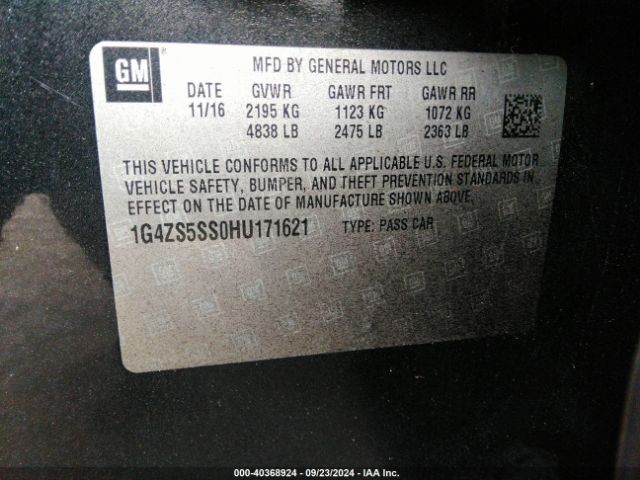 GM
MFD BY GENERAL MOTORS LLC
DATE GVWR GAWR FRT GAWR RR
11/16 2195 KG 1123 KG 1072 KG
4838 LB 2475 LB 2363 LB
THIS VEHICLE CONFORMS TO ALL APPLICABLE U.S. FEDERAL MOTOR
VEHICLE SAFETY, BUMPER, AND THEFT PREVENTION STANDARDS IN
EFFECT ON THE DATE OF MANUFACTURE SHOWN ABOVE.
1G4ZS5SS0HU171621 TYPE: PASS CAR
000-40368924 - 09/23/2024 - IAA Inc.